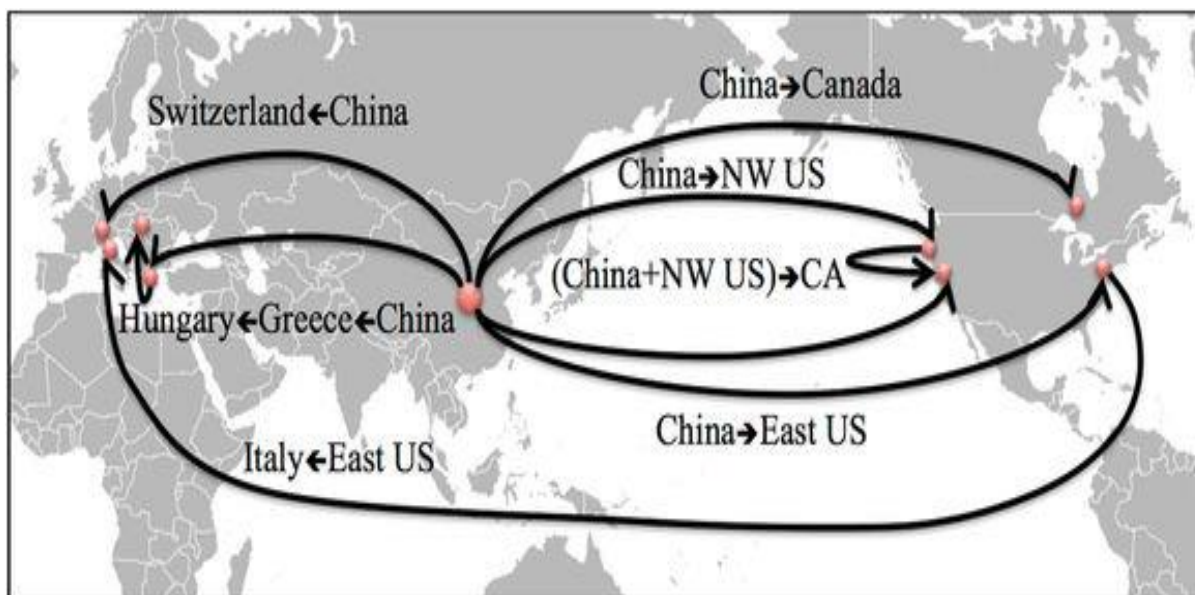 China→Canada
Switzerland←China
China→NW US
(China+NW US)→CA
Hungary←Greece←China
China→East US
Italy←East US